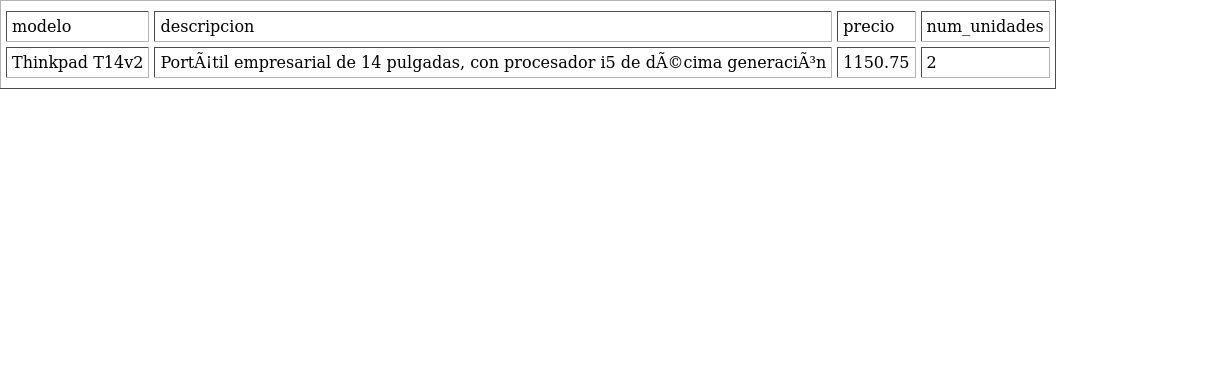 modelo descripcion precio num_unidades
Thinkpad T14v2 PortÃ¡til empresarial de 14 pulgadas, con procesador i5 de dÃ©cima generaciÃ³n 1150.75 2